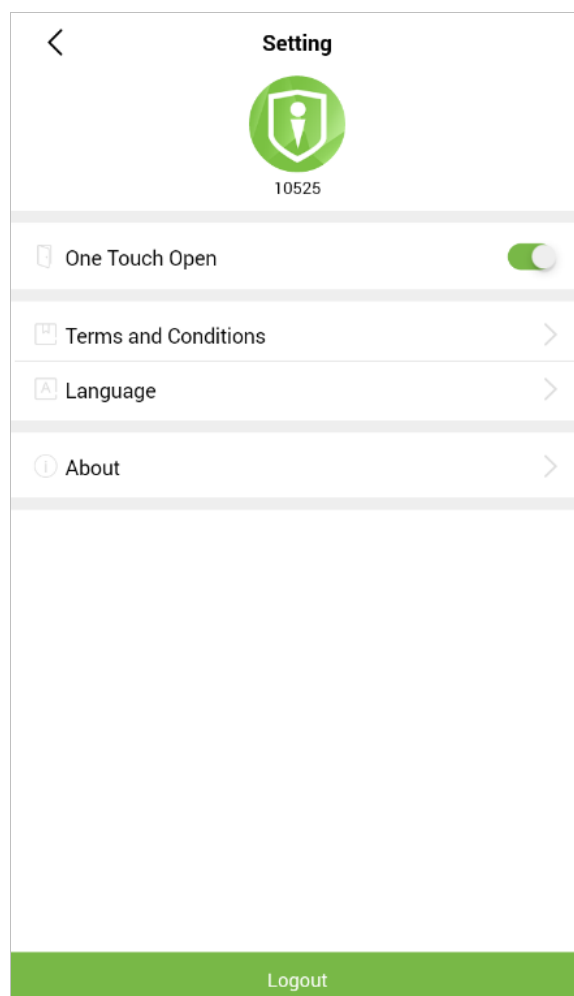 Setting
10525
One Touch Open
Terms and Conditions
Language
About
Logout